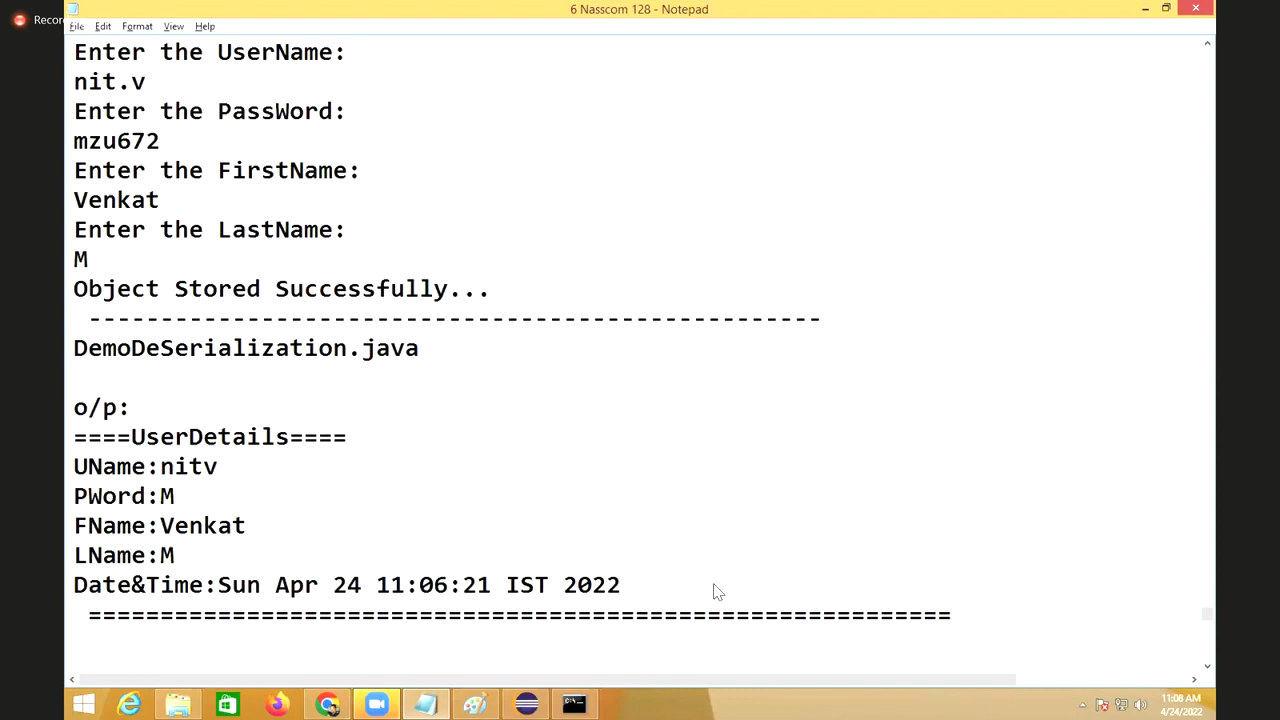 Recor
6 Nasscom 128 - Notepad
File Edit Format View Help
Enter the UserName:
nit.v
Enter the PassWord:
mzu672
Enter the FirstName:
Venkat
Enter the LastName:
M
Object Stored Successfully...
---------------------------------------------------
DemoDeSerialization.java
o/p:
====UserDetails====
UName:nitv
PWord:M
FName:Venkat
LName:M
Date&Time:Sun Apr 24 11:06:21 IST 2022
============================================================
11:08 AM
4/24/2022